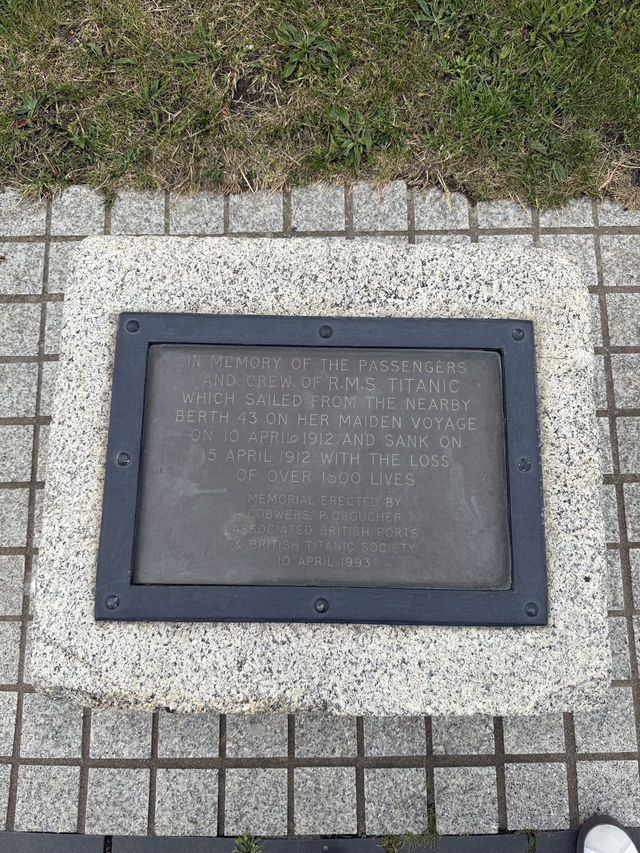 IN MEMORY OF THE PASSENGERS
AND CREW OF R.M.S. TITANIC
WHICH SAILED FROM THE NEARBY
BERTH 43 ON HER MAIDEN VOYAGE
ON 10 APRIL 1912 AND SANK ON
15 APRIL 1912 WITH THE LOSS
OF OVER 1500 LIVES
MEMORIAL ERECTED BY
COBWEBS, P. CROUCHER
ASSOCIATED BRITISH PORTS
& BRITISH TITANIC SOCIETY
10 APRIL 1993